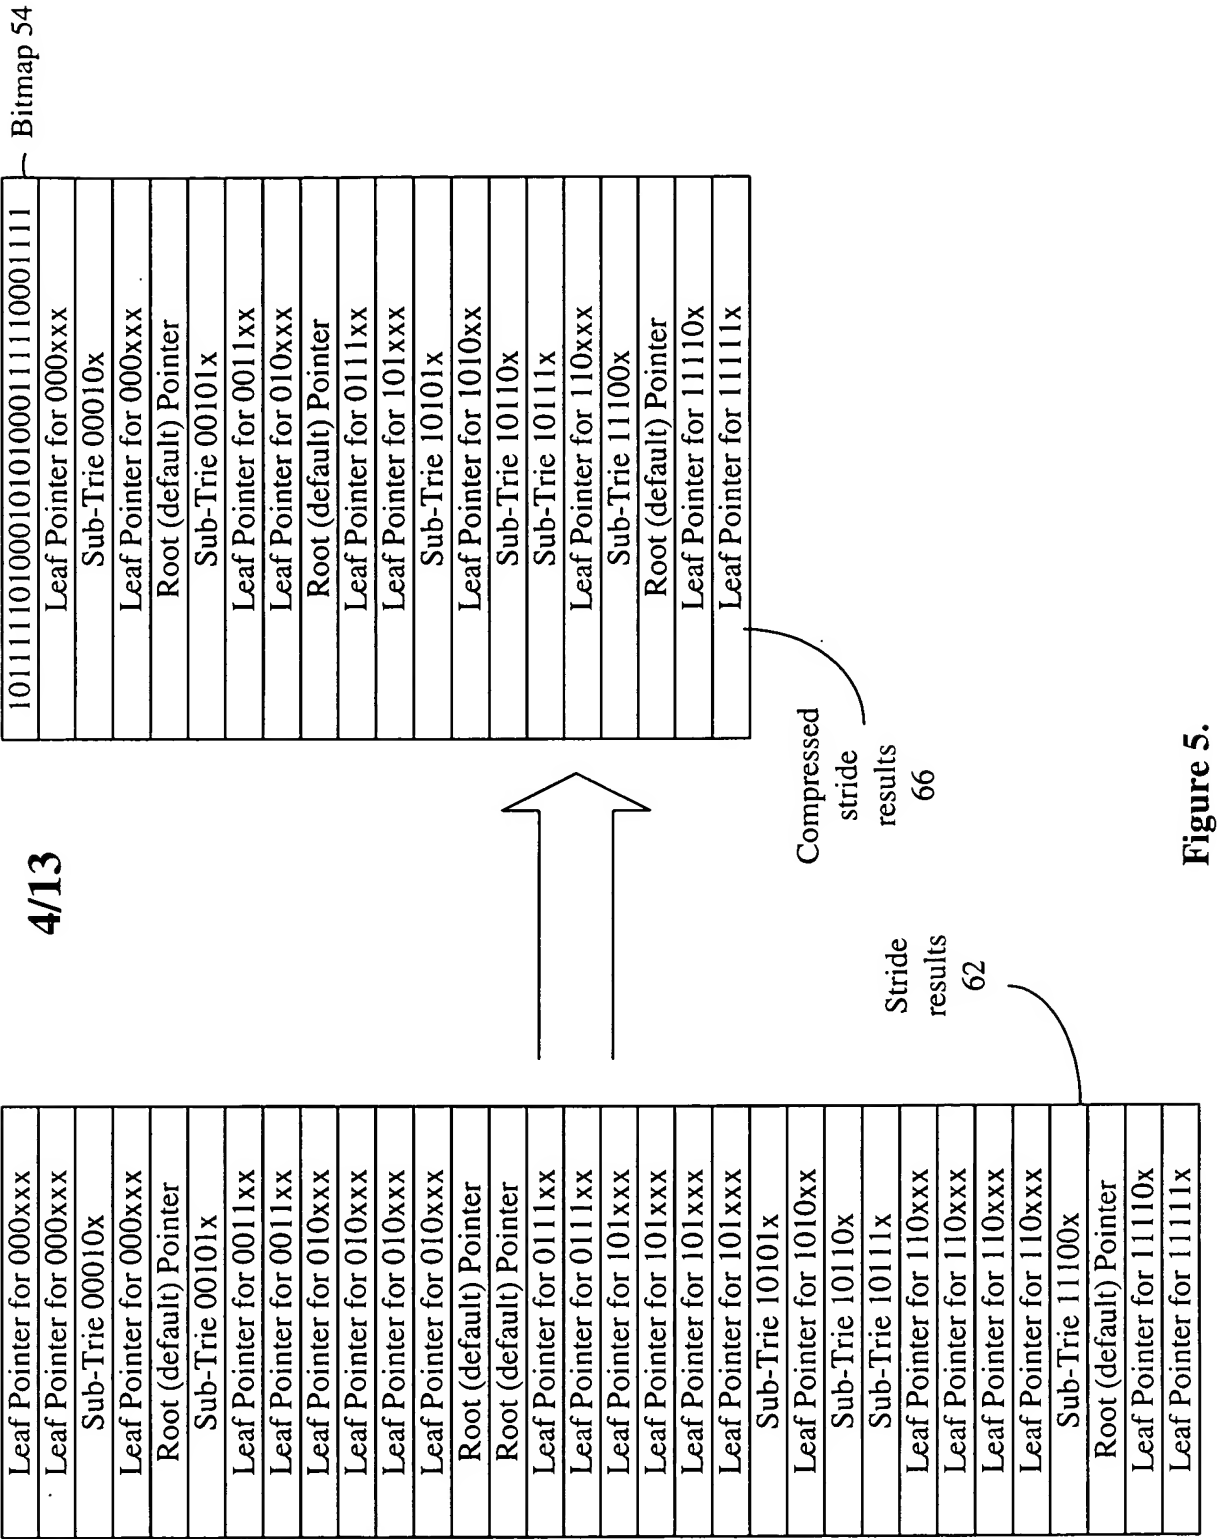 4/13
Leaf Pointer for 000xxx
Leaf Pointer for 000xxx
Sub-Trie 00010x
Leaf Pointer for 000xxx
Root (default) Pointer
Sub-Trie 00101x
Leaf Pointer for 0011xx
Leaf Pointer for 0011xx
Leaf Pointer for 010xxx
Leaf Pointer for 010xxx
Leaf Pointer for 010xxx
Leaf Pointer for 010xxx
Root (default) Pointer
Root (default) Pointer
Leaf Pointer for 0111xx
Leaf Pointer for 0111xx
Leaf Pointer for 101xxx
Leaf Pointer for 101xxx
Leaf Pointer for 101xxx
Leaf Pointer for 101xxx
Sub-Trie 10101x
Leaf Pointer for 1010xx
Sub-Trie 10110x
Sub-Trie 10111x
Leaf Pointer for 110xxx
Leaf Pointer for 110xxx
Leaf Pointer for 110xxx
Leaf Pointer for 110xxx
Sub-Trie 11100x
Root (default) Pointer
Leaf Pointer for 11110x
Leaf Pointer for 11111x
Stride
results
62
Bitmap 54
10111110100010101000111110001111
Leaf Pointer for 000xxx
Sub-Trie 00010x
Leaf Pointer for 000xxx
Root (default) Pointer
Sub-Trie 00101x
Leaf Pointer for 0011xx
Leaf Pointer for 010xxx
Root (default) Pointer
Leaf Pointer for 0111xx
Leaf Pointer for 101xxx
Sub-Trie 10101x
Leaf Pointer for 1010xx
Sub-Trie 10110x
Sub-Trie 10111x
Leaf Pointer for 110xxx
Sub-Trie 11100x
Root (default) Pointer
Leaf Pointer for 11110x
Leaf Pointer for 11111x
Compressed
stride
results
66
Figure 5.